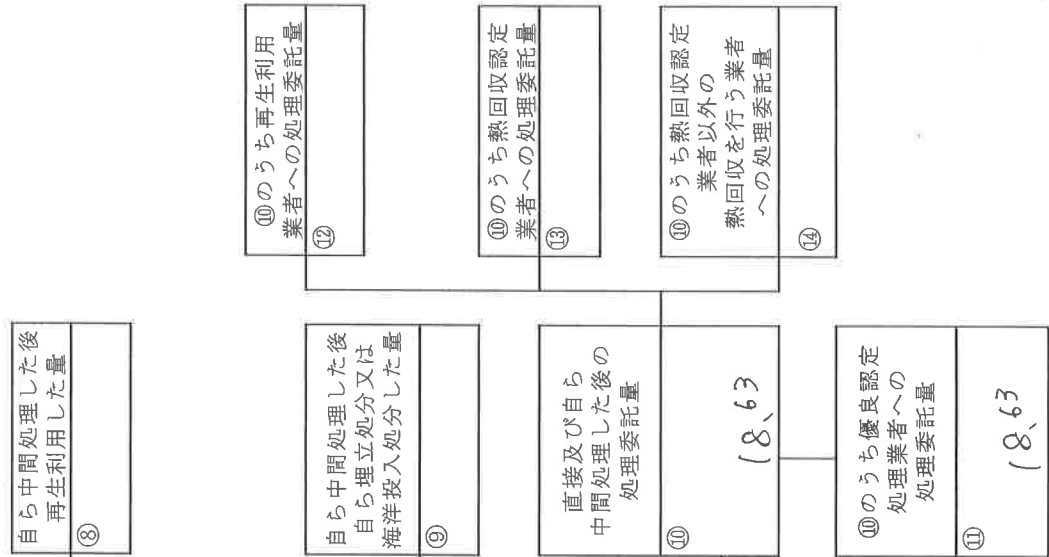 自ら中間処理した後
再生利用した量
⑧
自ら中間処理した後
自ら埋立処分又は
海洋投入処分した量
⑨
直接及び自ら
中間処理した後の
処理委託量
⑩
18、63
⑩のうち優良認定
処理業者への
処理委託量
⑪
18、63
⑩のうち再生利用
業者への処理委託量
⑫
⑩のうち熱回収認定
業者への処理委託量
⑬
⑩のうち熱回収認定
業者以外の
熱回収を行う業者
への処理委託量
⑭